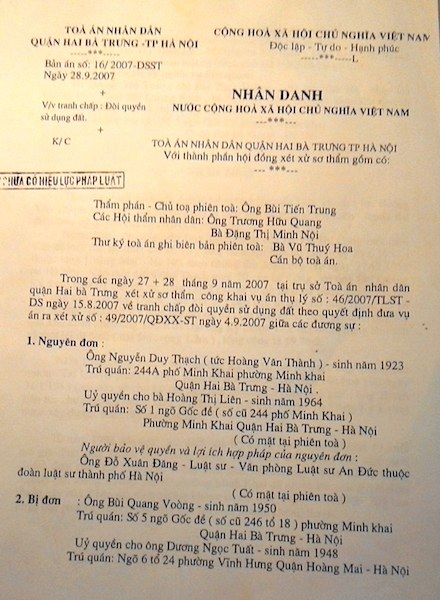 TOÀ ÁN NHÂN DÂN
QUẬN HAI BÀ TRƯNG -TP HÀ NỘI
-----***-----
Bản án số: 16/ 2007-DSST
Ngày 28.9.2007
+
V/v tranh chấp : Đòi quyền
sử dụng đất.
+
K/C
CỘNG HOÀ XÃ HỘI CHỦ NGHĨA VIỆT NAM
Độc lập - Tự do - Hạnh phúc
-----***-----L
NHÂN DANH
NƯỚC CỘNG HOÀ XÃ HỘI CHỦ NGHĨA VIỆT NAM
----***----
TOÀ ÁN NHÂN DÂN QUẬN HAI BÀ TRƯNG TP HÀ NỘI
Với thành phần hội đồng xét xử sơ thẩm gồm có:
--- ***---
CHƯA CÓ HIỆU LỰC PHÁP LUẬT
Thẩm phán - Chủ toạ phiên toà: Ông Bùi Tiến Trung
Các Hội thẩm nhân dân: Ông Trương Hữu Quang
Bà Đặng Thị Minh Nội
Thư ký toà án ghi biên bản phiên toà: Bà Vũ Thuý Hoa
Cán bộ toà án.
Trong các ngày 27 + 28 tháng 9 năm 2007 tại trụ sở Toà án nhân dân
quận Hai bà Trưng xét xử sơ thẩm công khai vụ án thụ lý số : 46/2007/TLST -
DS ngày 15.8.2007 về tranh chấp đòi quyền sử dụng đất theo quyết định đưa vụ
án ra xét xử số : 49/2007/QĐXX-ST ngày 4.9.2007 giữa các đương sự :
1. Nguyên đơn :
Ông Nguyễn Duy Thạch ( tức Hoàng Văn Thành ) - sinh năm 1923
Trú quán: 244A phố Minh Khai phường Minh khai
Quận Hai Bà Trưng - Hà Nội .
Uỷ quyền cho bà Hoàng Thị Liên - sinh năm 1964
Trú quán: Số 1 ngõ Gốc đề ( số cũ 244 phố Minh Khai )
Phường Minh Khai Quận Hai Bà Trưng - Hà Nội
( Có mặt tại phiên toà )
Người bảo vệ quyền và lợi ích hợp pháp của nguyên đơn :
Ông Đỗ Xuân Đăng - Luật sư - Văn phòng Luật sư An Đức thuộc
đoàn luật sư thành phố Hà Nội
( Có mặt tại phiên toà )
2. Bị đơn : Ông Bùi Quang Voòng - sinh năm 1950
Trú quán: Số 5 ngõ Gốc đề ( số cũ 246 tổ 18 ) phường Minh khai
Quận Hai Bà Trưng - Hà Nội
Uỷ quyền cho ông Dương Ngọc Tuất - sinh năm 1948
Trú quán: Ngõ 6 tổ 24 phường Vĩnh Hưng Quận Hoàng Mai - Hà Nội